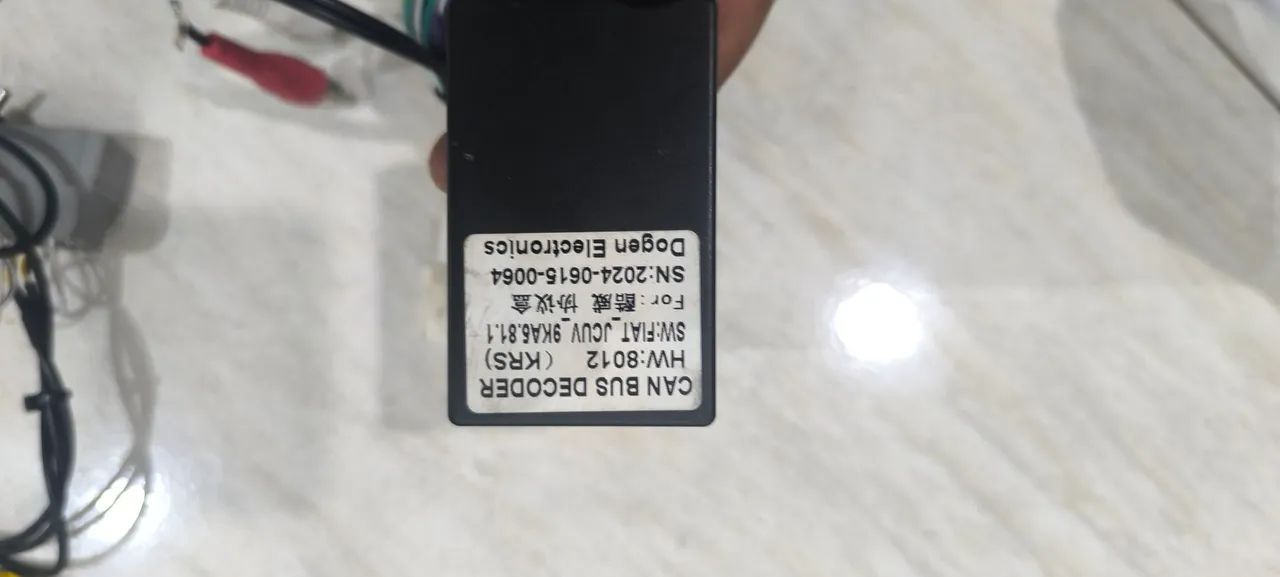 CAN BUS DECODER
HW:8012 (KRS)
SW:FIAT_JCUV_9KA6.81.1
For:酷威 协议盒
SN:2024-0615-0064
Dogen Electronics